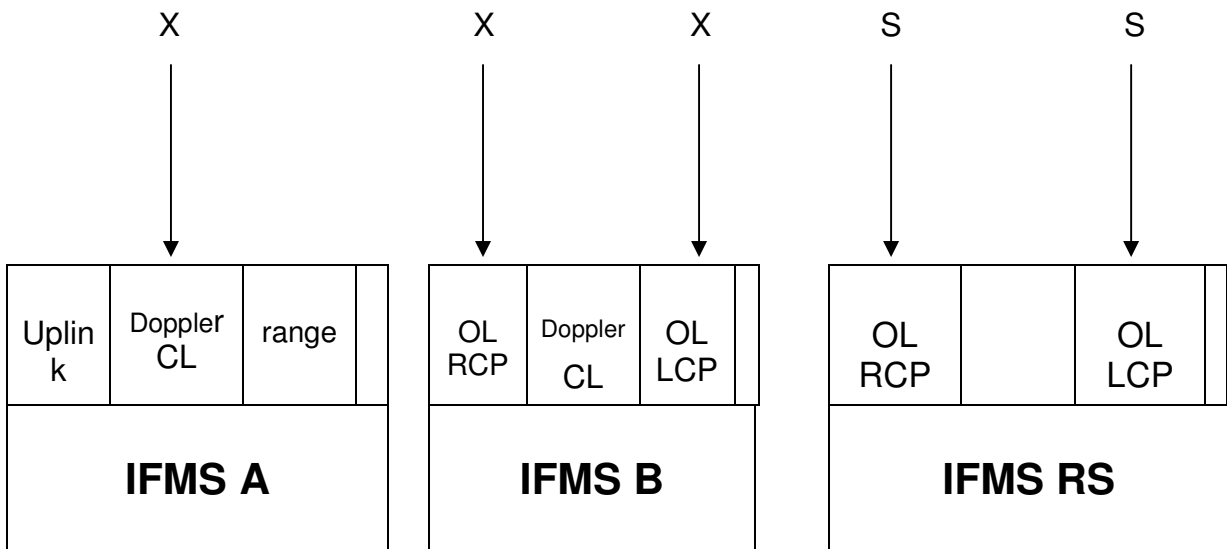 X X X S S
Uplin
k
Doppler
CL
range
OL
RCP
Doppler
CL
OL
LCP
OL
RCP
OL
LCP
IFMS A
IFMS B
IFMS RS